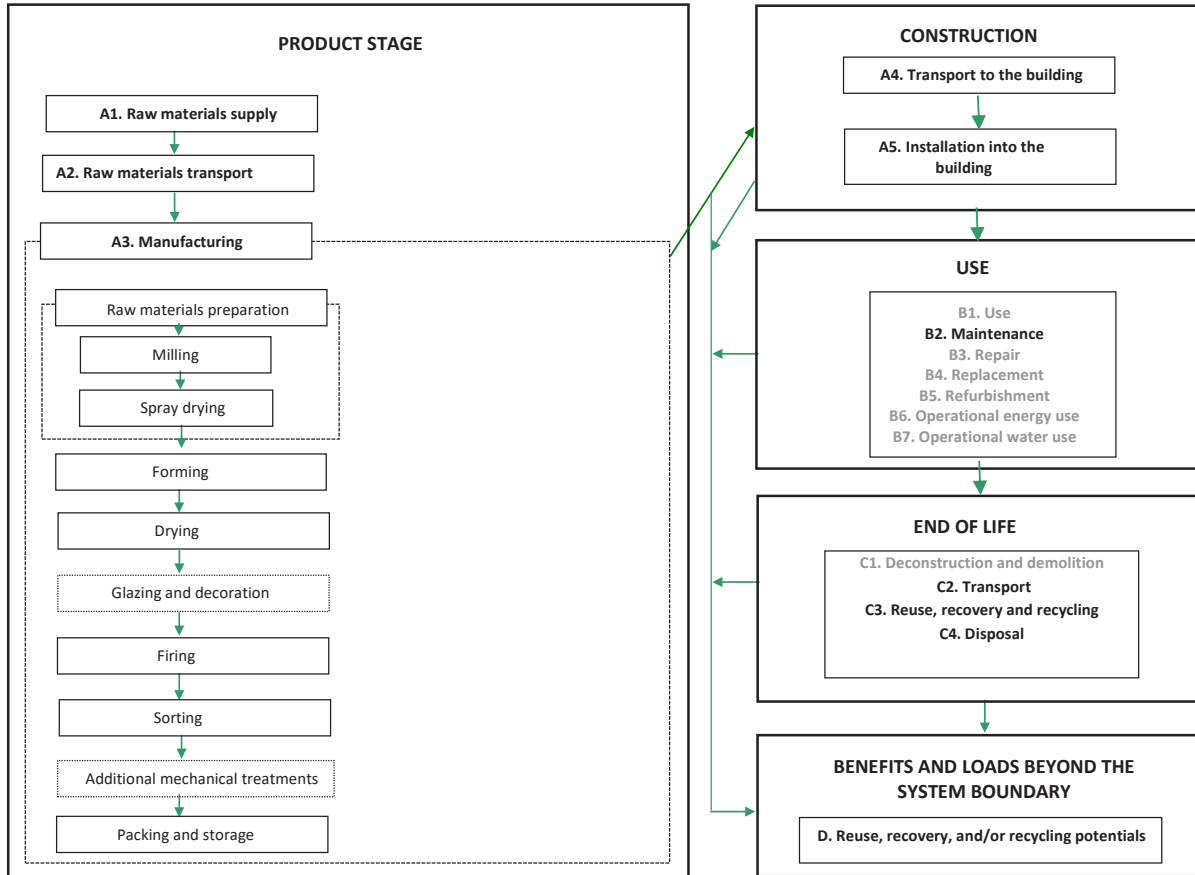 PRODUCT STAGE
A1. Raw materials supply
A2. Raw materials transport
A3. Manufacturing
Raw materials preparation
Milling
Spray drying
Forming
Drying
Glazing and decoration
Firing
Sorting
Additional mechanical treatments
Packing and storage
CONSTRUCTION
A4. Transport to the building
A5. Installation into the
building
USE
B1. Use
B2. Maintenance
B3. Repair
B4. Replacement
B5. Refurbishment
B6. Operational energy use
B7. Operational water use
END OF LIFE
C1. Deconstruction and demolition
C2. Transport
C3. Reuse, recovery and recycling
C4. Disposal
BENEFITS AND LOADS BEYOND THE
SYSTEM BOUNDARY
D. Reuse, recovery, and/or recycling potentials